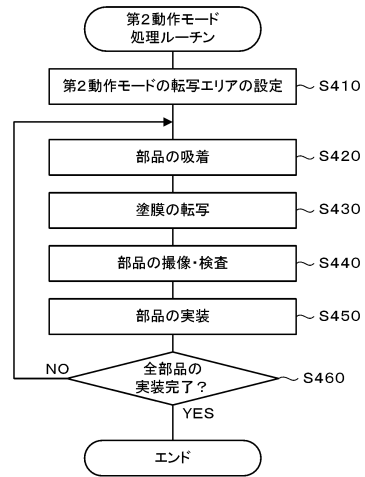 第２動作モード
処理ルーチン
第２動作モードの転写エリアの設定 S410
部品の吸着 S420
塗膜の転写 S430
部品の撮像・検査 S440
部品の実装 S450
全部品の
実装完了？ S460
NO
YES
エンド